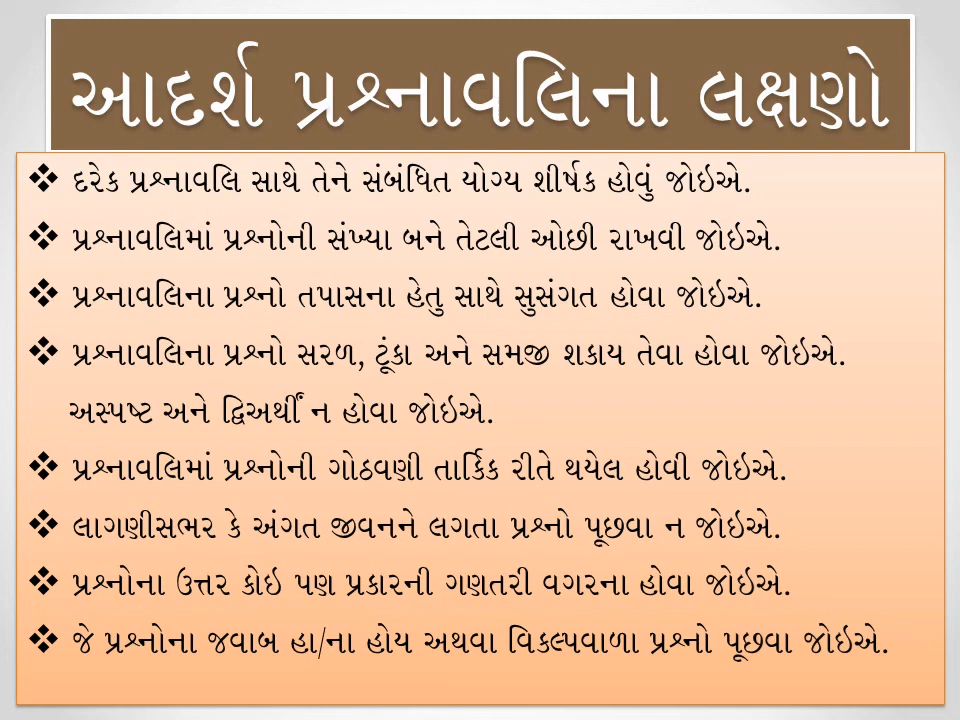 આદર્શ પ્રશ્નાવલિના લક્ષણો
❖ દરેક પ્રશ્નાવલિ સાથે તેને સંબંધિત યોગ્ય શીર્ષક હોવું જોઇએ.
❖ પ્રશ્નાવલિમાં પ્રશ્નોની સંખ્યા બને તેટલી ઓછી રાખવી જોઇએ.
❖ પ્રશ્નાવલિના પ્રશ્નો તપાસના હેતુ સાથે સુસંગત હોવા જોઇએ.
❖ પ્રશ્નાવલિના પ્રશ્નો સરળ, ટૂંકા અને સમજી શકાય તેવા હોવા જોઇએ.
અસ્પષ્ટ અને દ્વિઅર્થી ન હોવા જોઇએ.
❖ પ્રશ્નાવલિમાં પ્રશ્નોની ગોઠવણી તાર્કિક રીતે થયેલ હોવી જોઇએ.
❖ લાગણીસભર કે અંગત જીવનને લગતા પ્રશ્નો પૂછવા ન જોઇએ.
❖ પ્રશ્નોના ઉત્તર કોઇ પણ પ્રકારની ગણતરી વગરના હોવા જોઇએ.
❖ જે પ્રશ્નોના જવાબ હા/ના હોય અથવા વિકલ્પવાળા પ્રશ્નો પૂછવા જોઇએ.